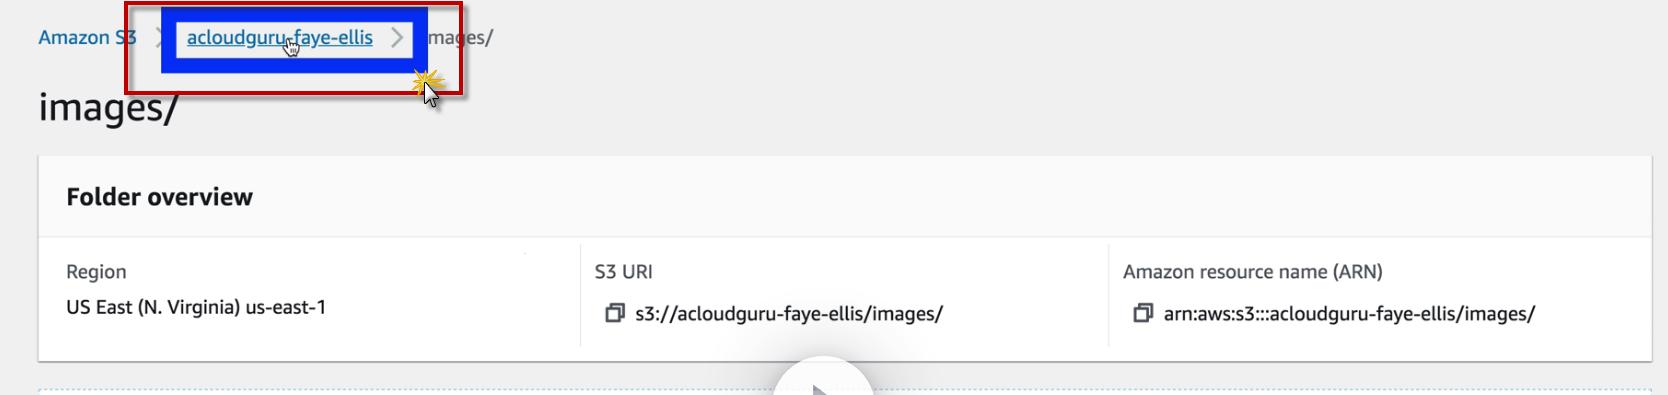 Amazon S3 acloudguru-faye-ellis images/
images/
Folder overview
Region
US East (N. Virginia) us-east-1
S3 URI
s3://acloudguru-faye-ellis/images/
Amazon resource name (ARN)
arn:aws:s3:::acloudguru-faye-ellis/images/